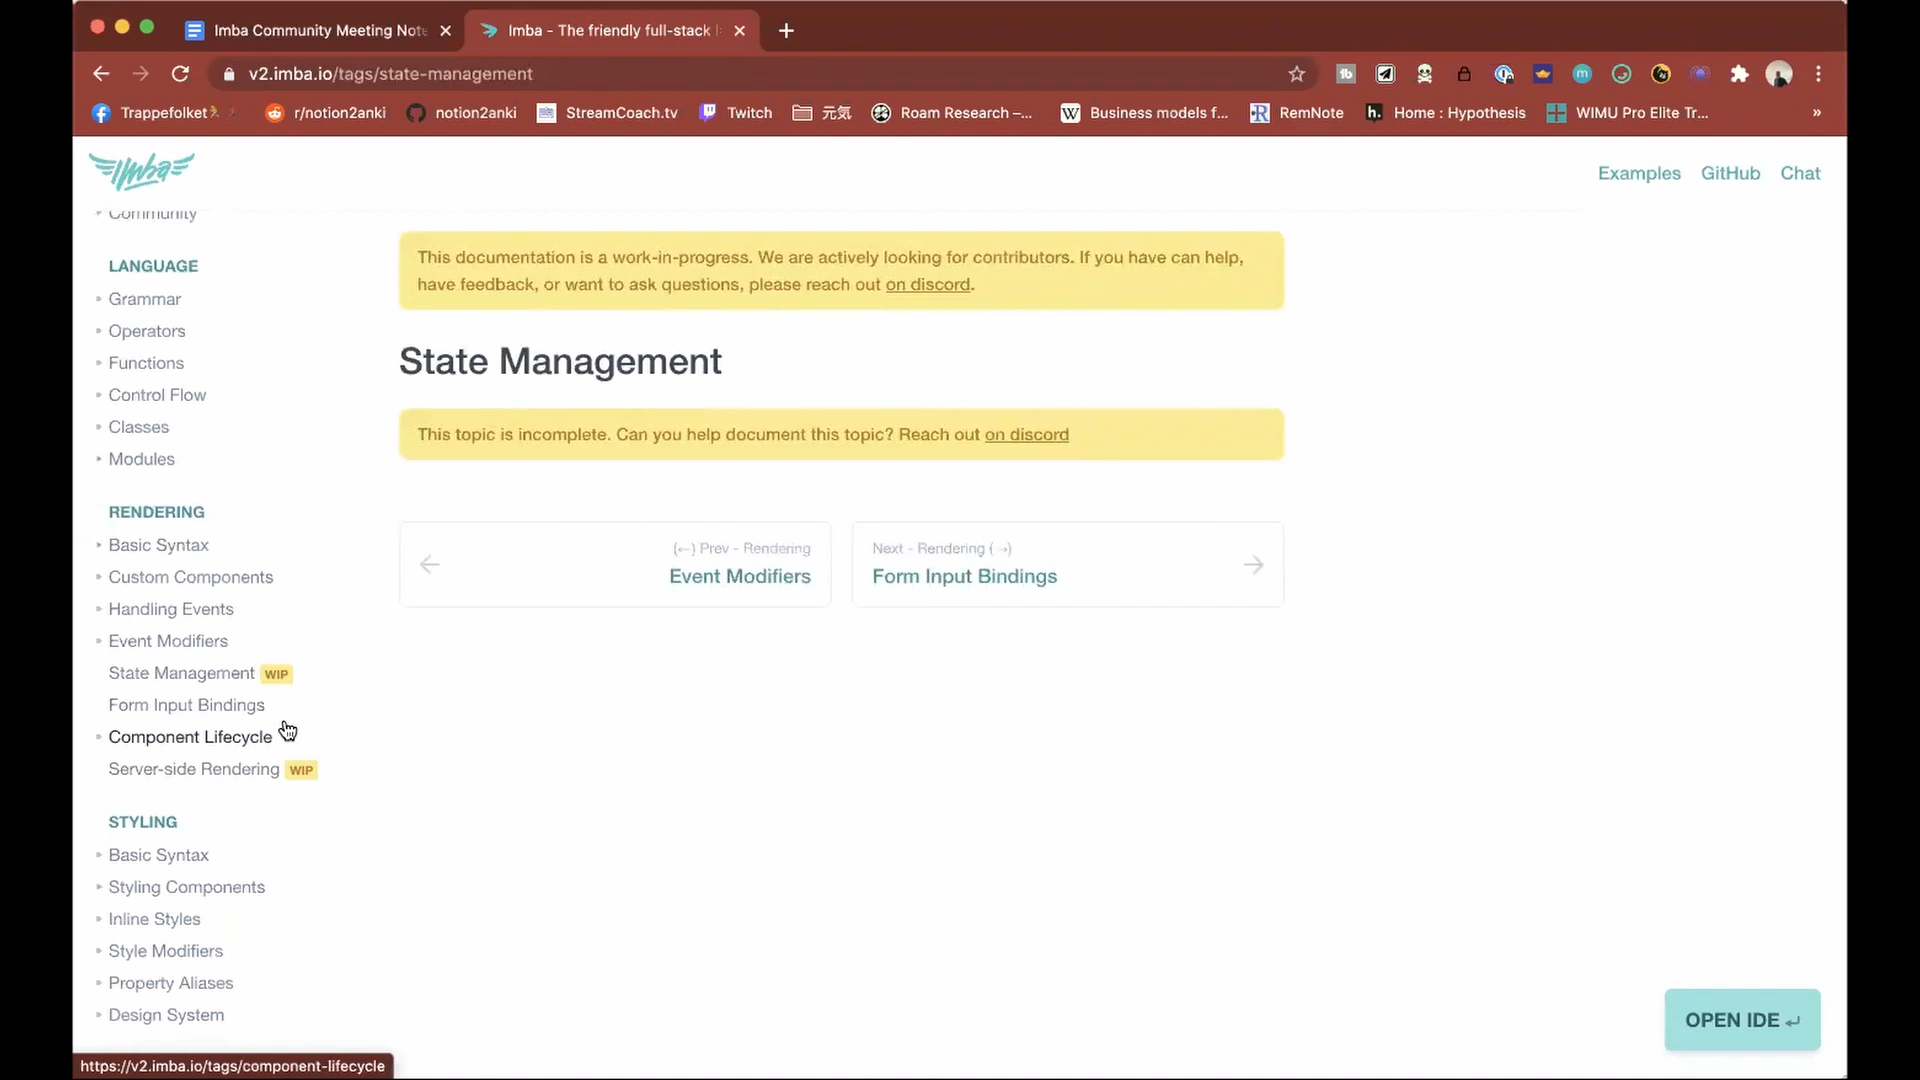 Imba Community Meeting Note
Imba - The friendly full-stack
v2.imba.io/tags/state-management
Trappefolket
r/notion2anki
notion2anki
StreamCoach.tv
Twitch
元気
Roam Research –...
Business models f...
RemNote
Home : Hypothesis
WIMU Pro Elite Tr...
»
Imba
Examples
GitHub
Chat
Community
LANGUAGE
Grammar
Operators
Functions
Control Flow
Classes
Modules
RENDERING
Basic Syntax
Custom Components
Handling Events
Event Modifiers
State Management WIP
Form Input Bindings
Component Lifecycle
Server-side Rendering WIP
STYLING
Basic Syntax
Styling Components
Inline Styles
Style Modifiers
Property Aliases
Design System
This documentation is a work-in-progress. We are actively looking for contributors. If you have can help,
have feedback, or want to ask questions, please reach out on discord.
State Management
This topic is incomplete. Can you help document this topic? Reach out on discord
(←) Prev - Rendering
Event Modifiers
Next - Rendering (→)
Form Input Bindings
OPEN IDE ↵
https://v2.imba.io/tags/component-lifecycle